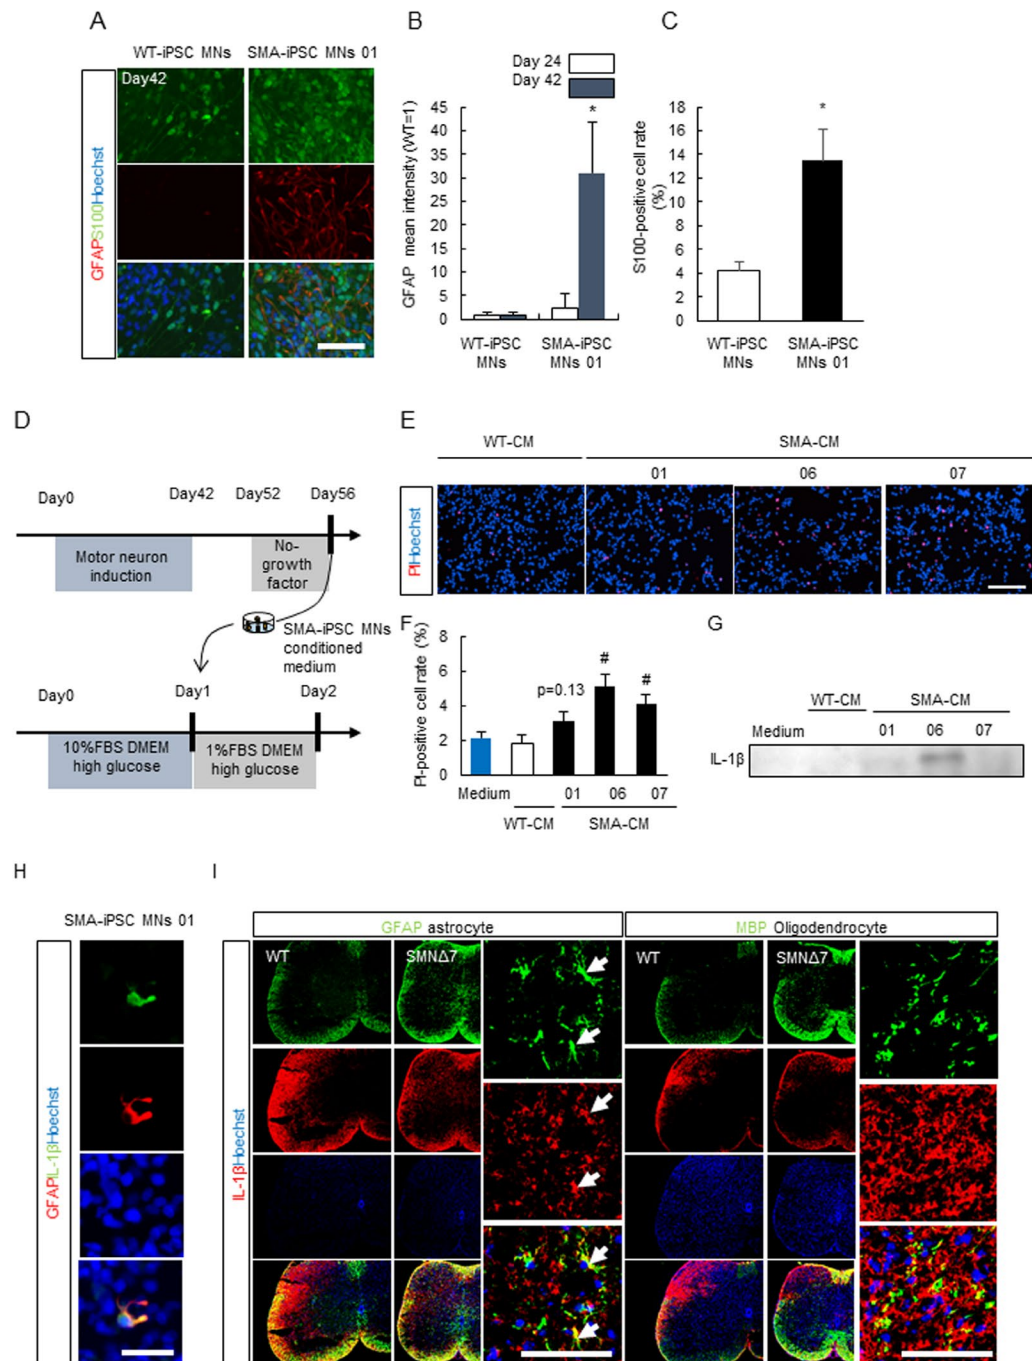 A
WT-iPSC MNs
SMA-iPSC MNs 01
Day42
GFAPS100Hoechst
B
Day 24
Day 42
GFAP mean intensity (WT=1)
45
40
35
30
25
20
15
10
5
0
*
WT-iPSC
MNs
SMA-iPSC
MNs 01
C
S100-positive cell rate
(%)
18
16
14
12
10
8
6
4
2
0
*
WT-iPSC
MNs
SMA-iPSC
MNs 01
D
Day0
Day42
Day52
Day56
Motor neuron
induction
No-
growth
factor
SMA-iPSC MNs
conditioned
medium
Day0
Day1
Day2
10%FBS DMEM
high glucose
1%FBS DMEM
high glucose
E
WT-CM
SMA-CM
01
06
07
PIHoechst
F
PI-positive cell rate (%)
8
6
4
2
0
p=0.13
#
#
Medium
01
06
07
WT-CM
SMA-CM
G
WT-CM
SMA-CM
Medium
01
06
07
IL-1β
H
SMA-iPSC MNs 01
GFAPIL-1βHoechst
I
GFAP astrocyte
MBP Oligodendrocyte
WT
SMNΔ7
WT
SMNΔ7
IL-1βHoechst